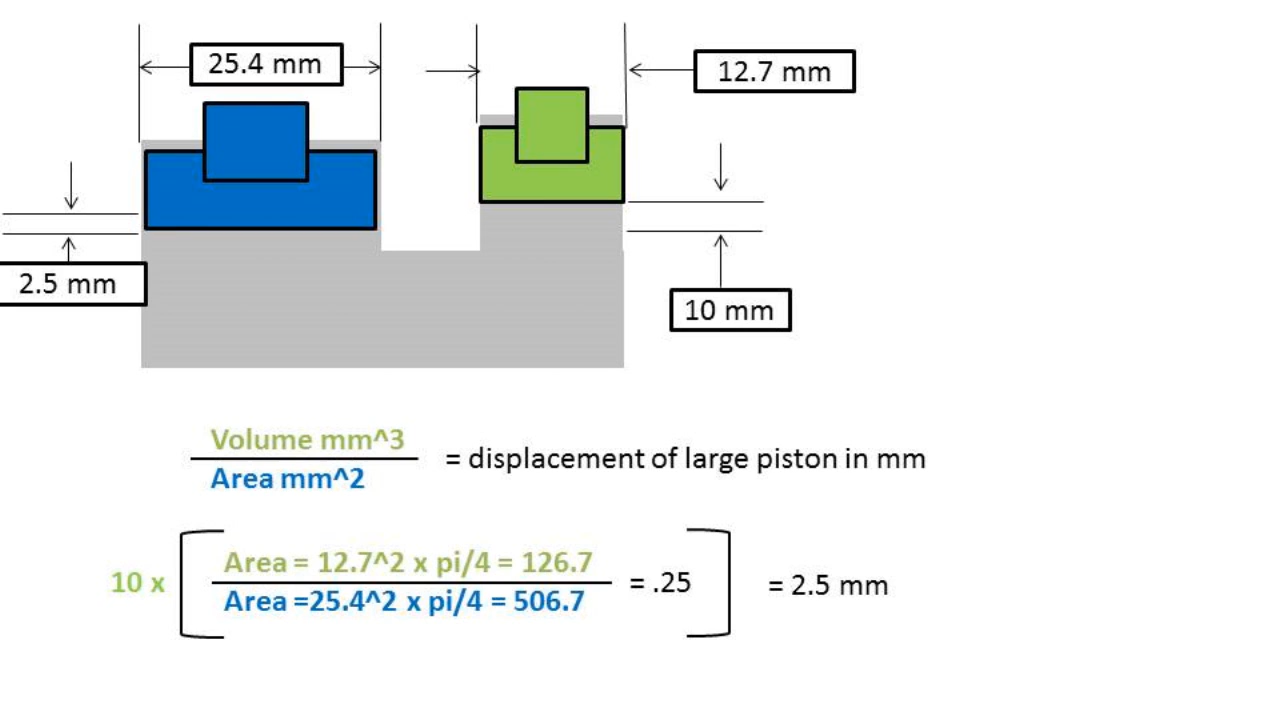 25.4 mm
12.7 mm
2.5 mm
10 mm
Volume mm^3
Area mm^2
= displacement of large piston in mm
10 x
Area = 12.7^2 x pi/4 = 126.7
Area =25.4^2 x pi/4 = 506.7
= .25
= 2.5 mm